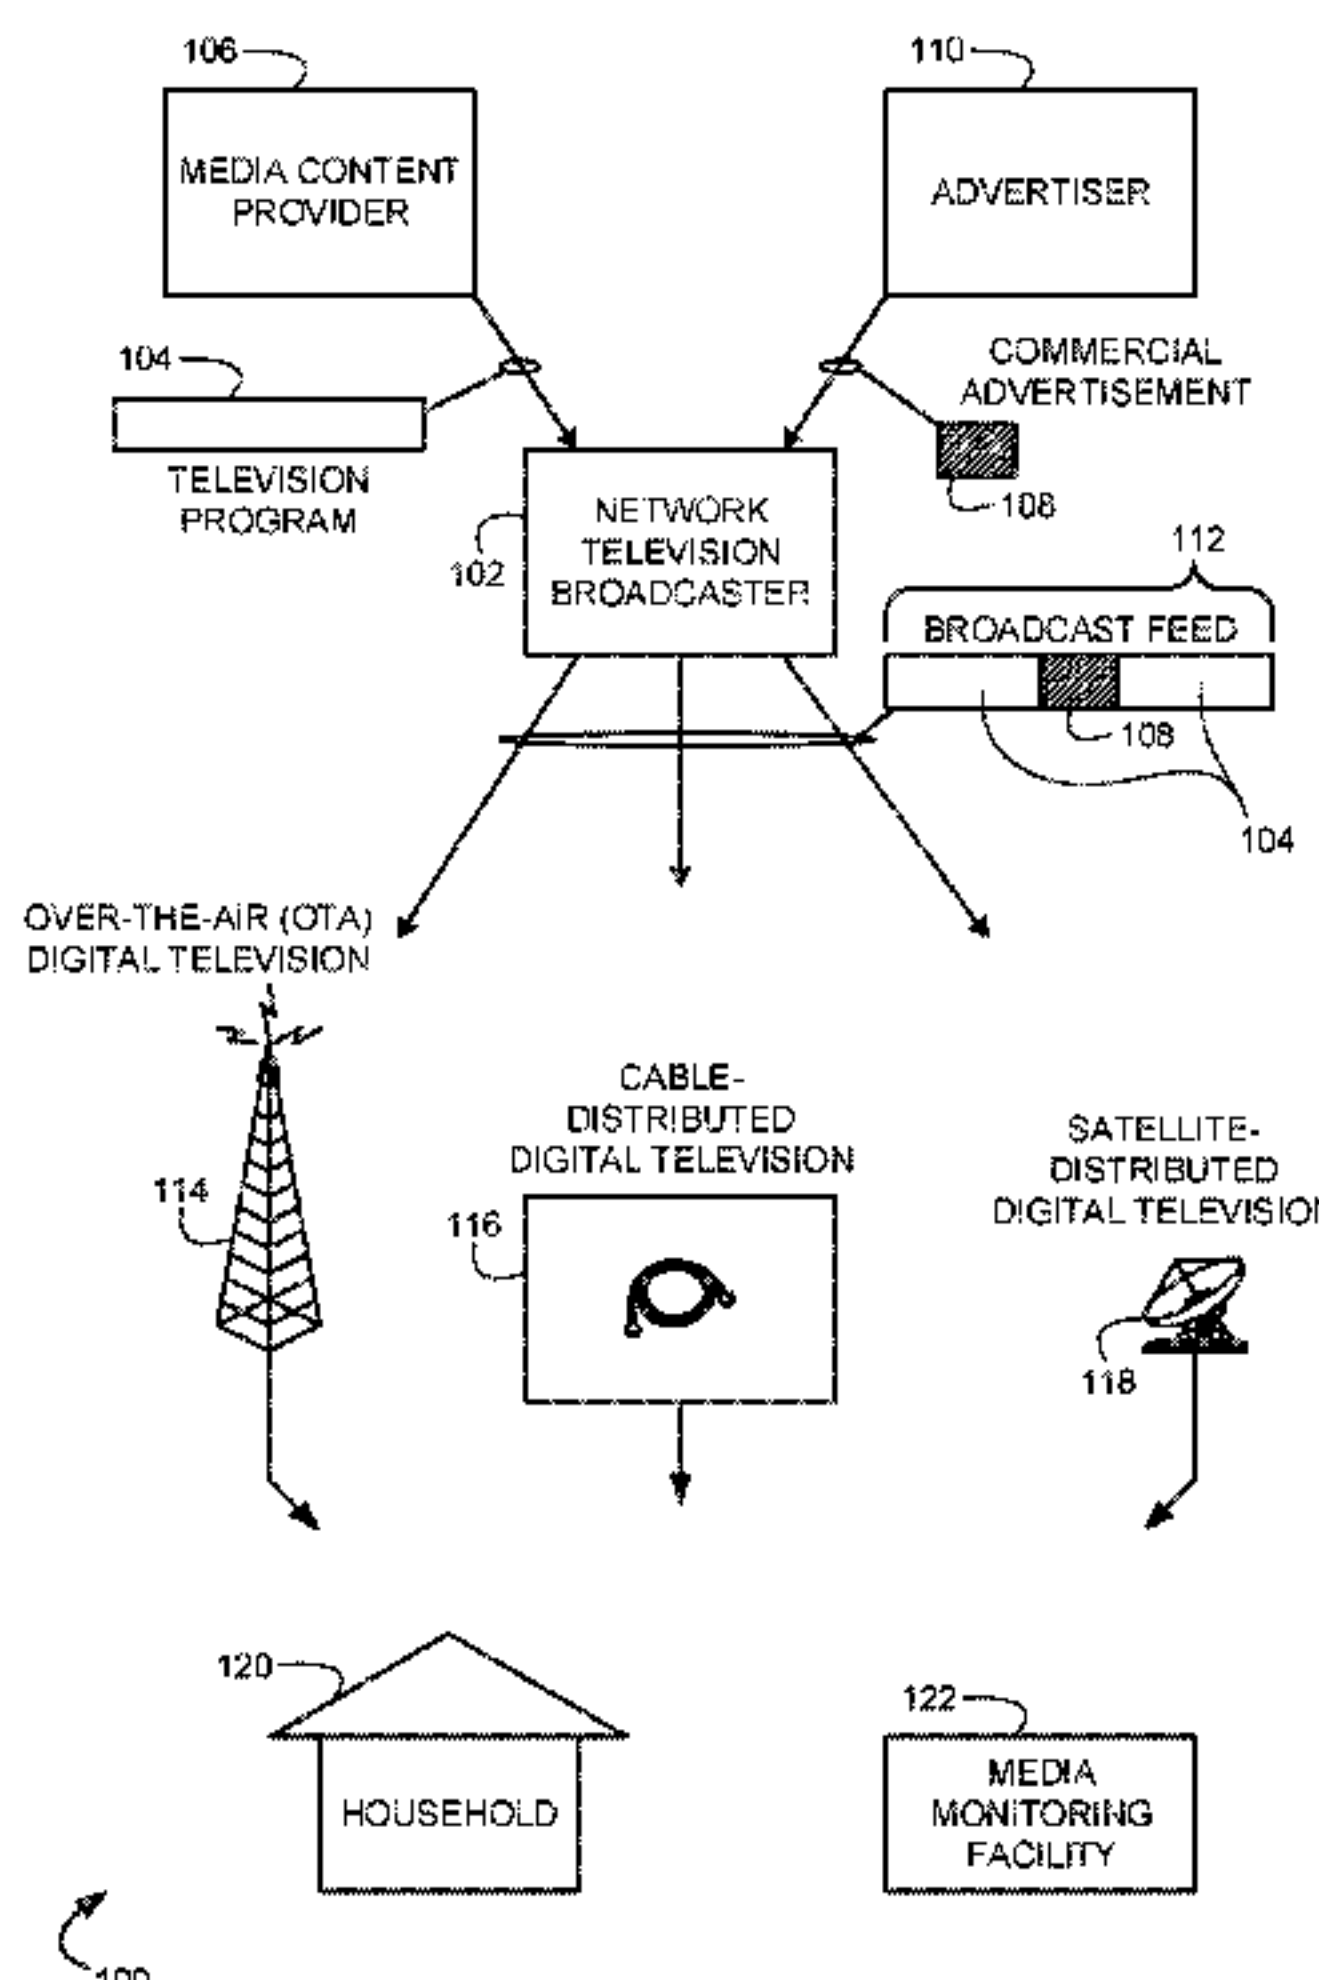 106
110
MEDIA CONTENT
PROVIDER
ADVERTISER
104
COMMERCIAL
ADVERTISEMENT
TELEVISION
PROGRAM
108
102
NETWORK
TELEVISION
BROADCASTER
112
BROADCAST FEED
108
104
OVER-THE-AIR (OTA)
DIGITAL TELEVISION
114
CABLE-
DISTRIBUTED
DIGITAL TELEVISION
116
SATELLITE-
DISTRIBUTED
DIGITAL TELEVISION
118
120
HOUSEHOLD
122
MEDIA
MONITORING
FACILITY